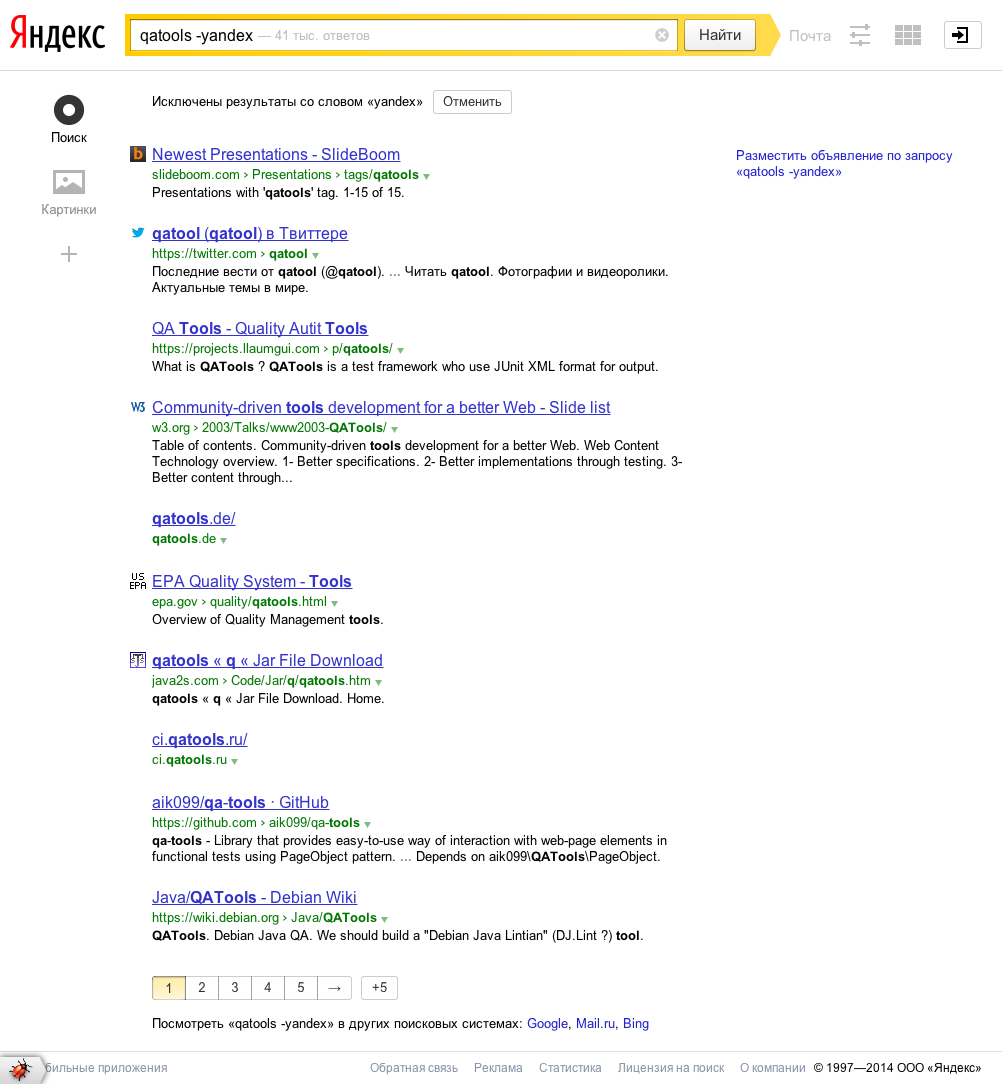 Яндекс
qatools -yandex — 41 тыс. ответов
Найти
Почта
Поиск
Картинки
Исключены результаты со словом «yandex» Отменить
Newest Presentations - SlideBoom
slideboom.com › Presentations › tags/qatools
Presentations with 'qatools' tag. 1-15 of 15.
Разместить объявление по запросу
«qatools -yandex»
qatool (qatool) в Твиттере
https://twitter.com › qatool
Последние вести от qatool (@qatool). ... Читать qatool. Фотографии и видеоролики.
Актуальные темы в мире.
QA Tools - Quality Autit Tools
https://projects.llaumgui.com › p/qatools/
What is QATools ? QATools is a test framework who use JUnit XML format for output.
W3
Community-driven tools development for a better Web - Slide list
w3.org › 2003/Talks/www2003-QATools/
Table of contents. Community-driven tools development for a better Web. Web Content
Technology overview. 1- Better specifications. 2- Better implementations through testing. 3-
Better content through...
qatools.de/
qatools.de
US
EPA
EPA Quality System - Tools
epa.gov › quality/qatools.html
Overview of Quality Management tools.
qatools « q « Jar File Download
java2s.com › Code/Jar/q/qatools.htm
qatools « q « Jar File Download. Home.
ci.qatools.ru/
ci.qatools.ru
aik099/qa-tools · GitHub
https://github.com › aik099/qa-tools
qa-tools - Library that provides easy-to-use way of interaction with web-page elements in
functional tests using PageObject pattern. ... Depends on aik099\QATools\PageObject.
Java/QATools - Debian Wiki
https://wiki.debian.org › Java/QATools
QATools. Debian Java QA. We should build a "Debian Java Lintian" (DJ.Lint ?) tool.
1 2 3 4 5 → +5
Посмотреть «qatools -yandex» в других поисковых системах: Google, Mail.ru, Bing
бильные приложения Обратная связь Реклама Статистика Лицензия на поиск О компании © 1997—2014 ООО «Яндекс»